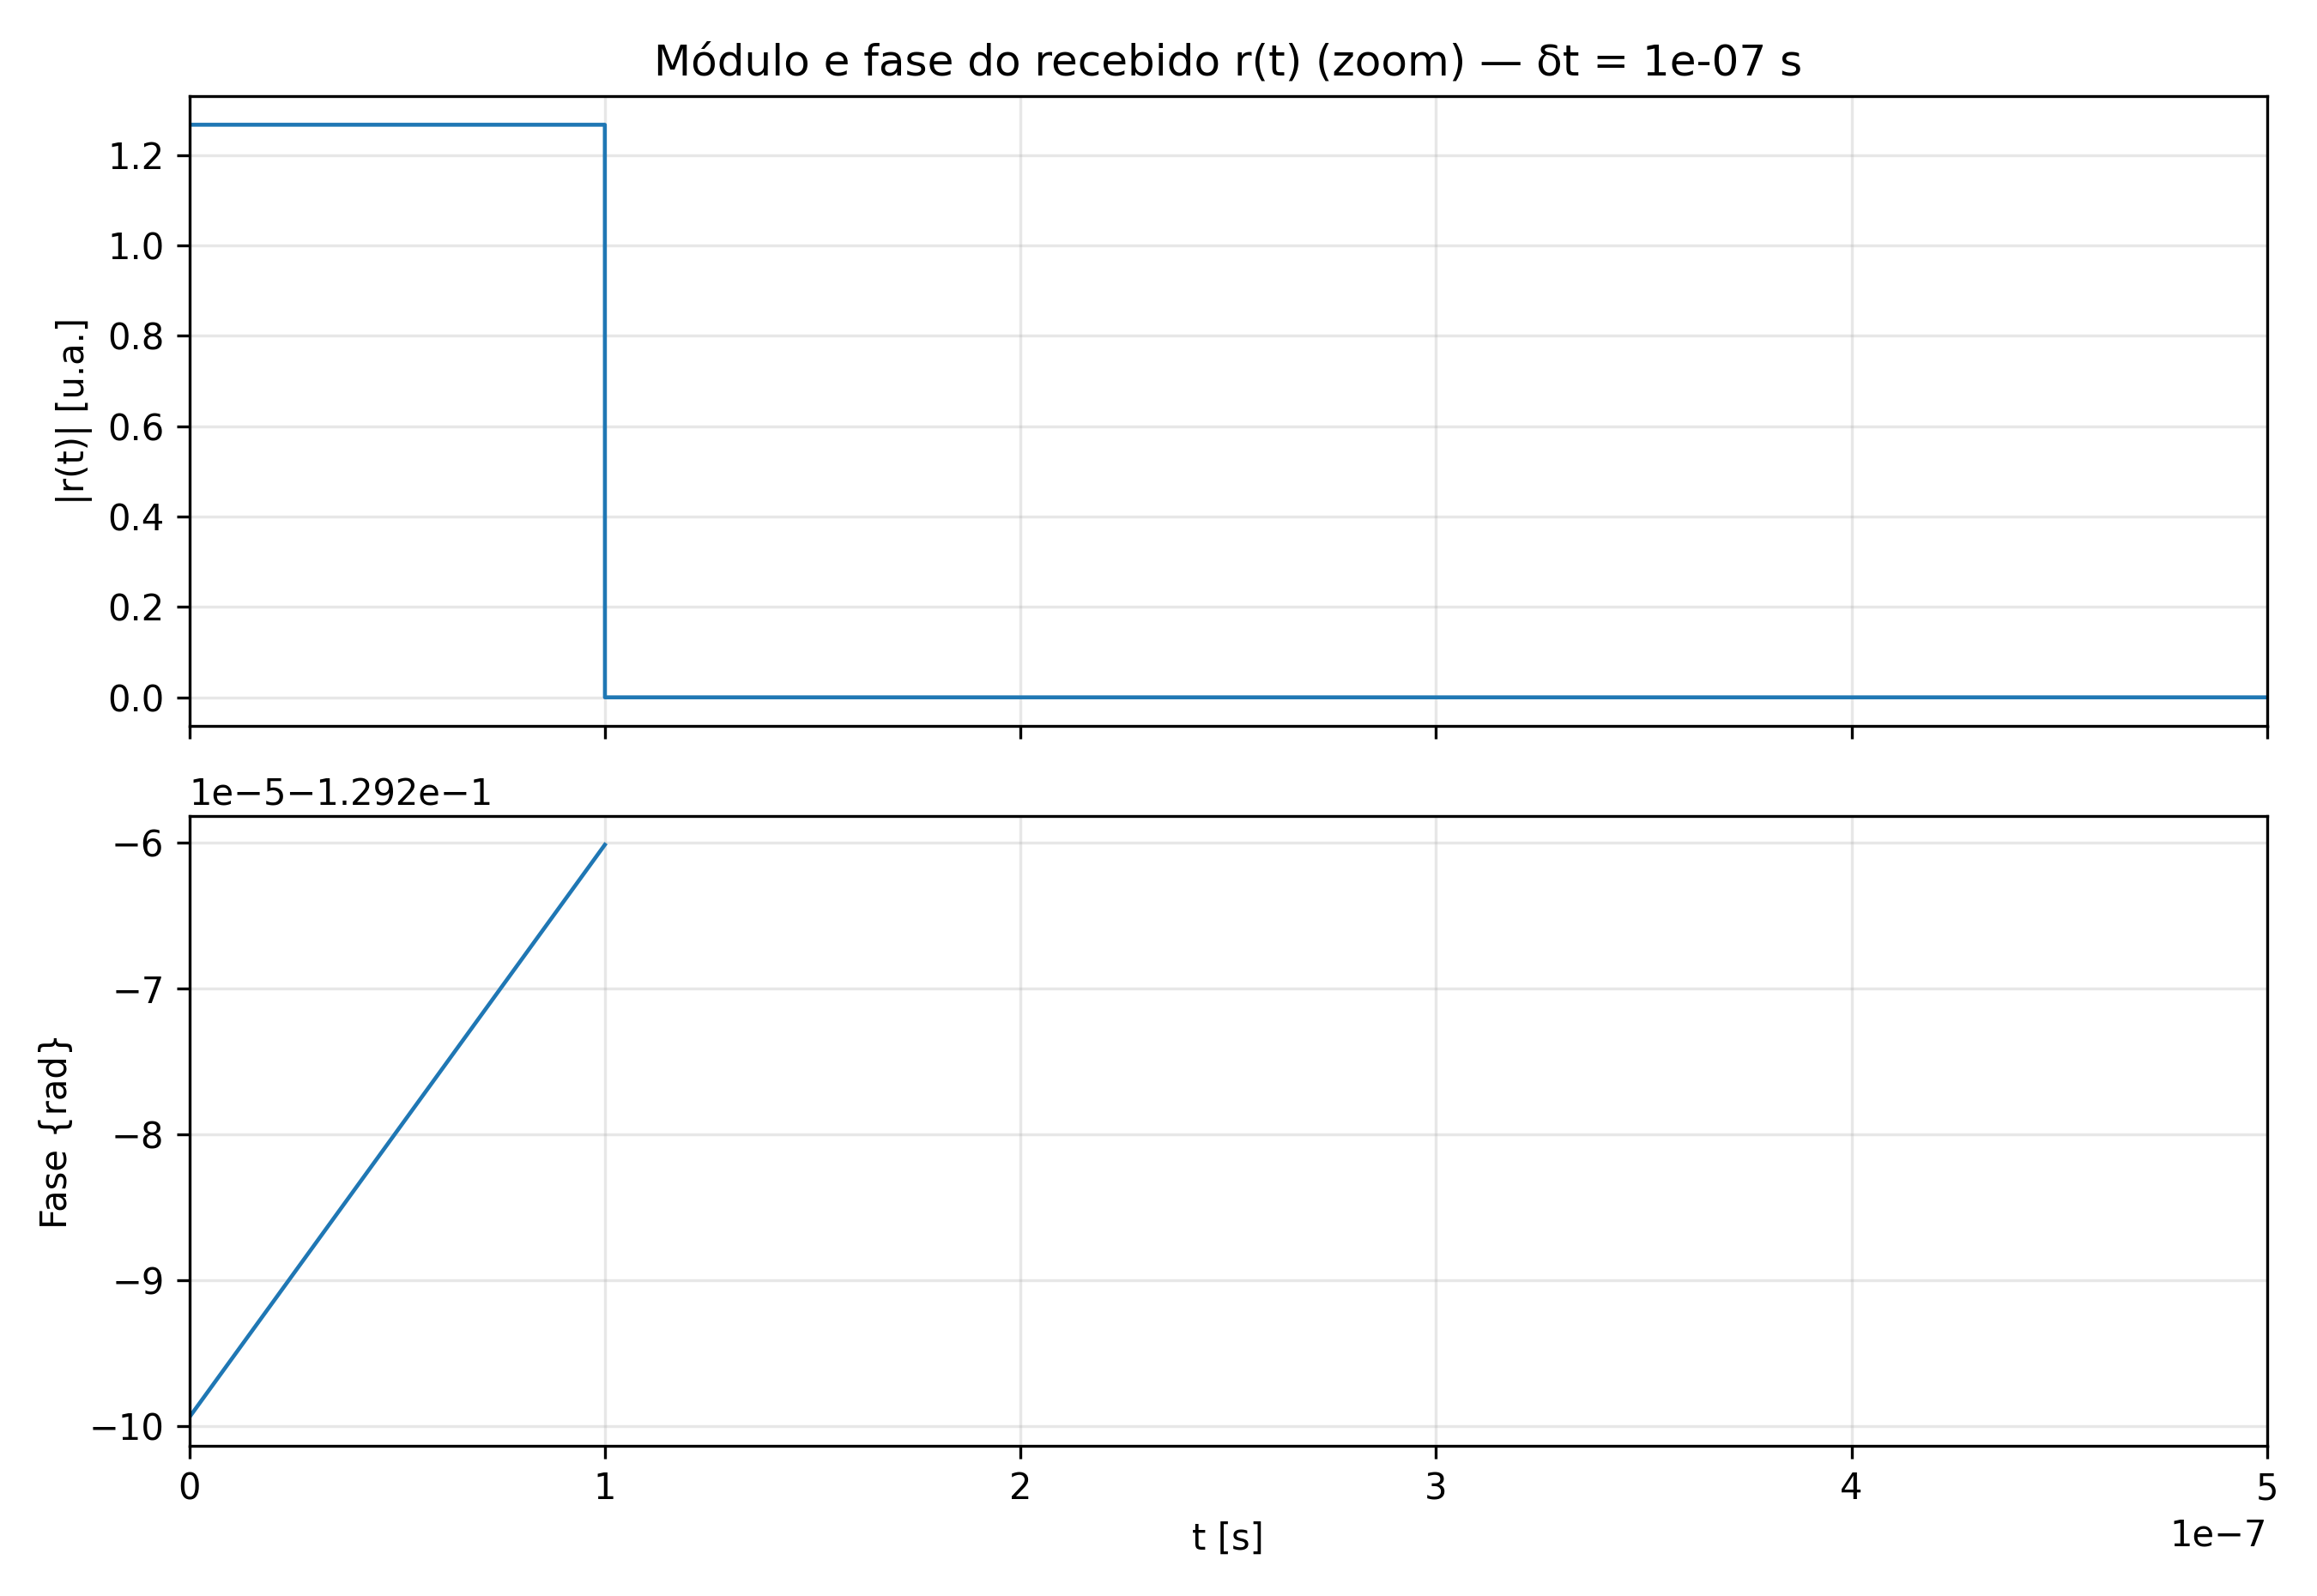 Módulo e fase do recebido r(t) (zoom) — δt = 1e-07 s
|r(t)| [u.a.]
1.2
1.0
0.8
0.6
0.4
0.2
0.0
1e−5−1.292e−1
Fase {rad}
−6
−7
−8
−9
−10
0 1 2 3 4 5
t [s]
1e−7